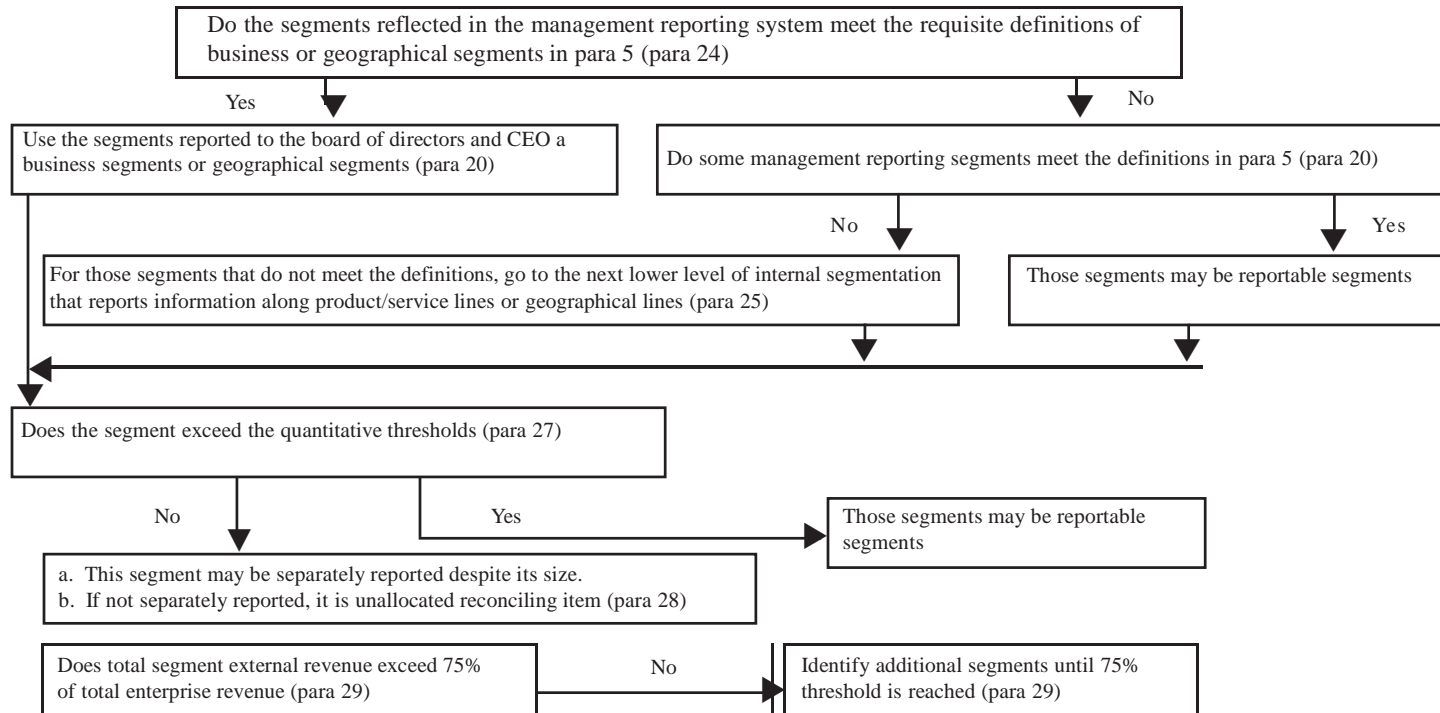 Do the segments reflected in the management reporting system meet the requisite definitions of
business or geographical segments in para 5 (para 24)
Yes
No
Use the segments reported to the board of directors and CEO a
business segments or geographical segments (para 20)
Do some management reporting segments meet the definitions in para 5 (para 20)
No
Yes
For those segments that do not meet the definitions, go to the next lower level of internal segmentation
that reports information along product/service lines or geographical lines (para 25)
Those segments may be reportable segments
Does the segment exceed the quantitative thresholds (para 27)
No
Yes
Those segments may be reportable
segments
a. This segment may be separately reported despite its size.
b. If not separately reported, it is unallocated reconciling item (para 28)
Does total segment external revenue exceed 75%
of total enterprise revenue (para 29)
No
Identify additional segments until 75%
threshold is reached (para 29)